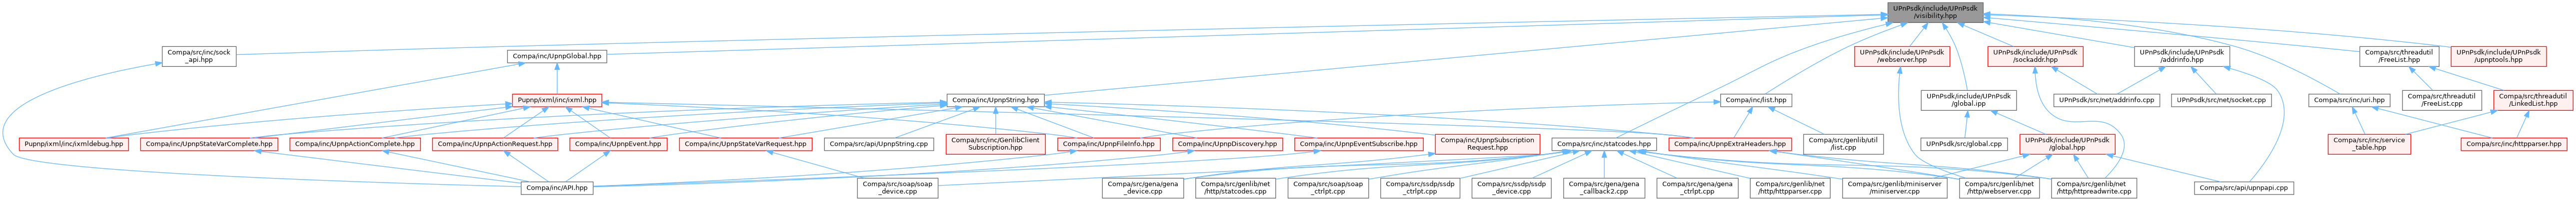 UPnPsdk/include/UPnPsdk
/visibility.hpp
Compa/src/inc/sock
_api.hpp
Compa/inc/UpnpGlobal.hpp
UPnPsdk/include/UPnPsdk
/webserver.hpp
UPnPsdk/include/UPnPsdk
/sockaddr.hpp
UPnPsdk/include/UPnPsdk
/addrinfo.hpp
Compa/src/threadutil
/FreeList.hpp
UPnPsdk/include/UPnPsdk
/upnptools.hpp
Pupnp/ixml/inc/ixml.hpp
Compa/inc/UpnpString.hpp
Compa/inc/list.hpp
UPnPsdk/include/UPnPsdk
/global.ipp
UPnPsdk/src/net/addrinfo.cpp
UPnPsdk/src/net/socket.cpp
Compa/src/inc/uri.hpp
Compa/src/threadutil
/FreeList.cpp
Compa/src/threadutil
/LinkedList.hpp
Pupnp/ixml/inc/ixmldebug.hpp
Compa/inc/UpnpStateVarComplete.hpp
Compa/inc/UpnpActionComplete.hpp
Compa/inc/UpnpActionRequest.hpp
Compa/inc/UpnpEvent.hpp
Compa/inc/UpnpStateVarRequest.hpp
Compa/src/api/UpnpString.cpp
Compa/src/inc/GenlibClient
Subscription.hpp
Compa/inc/UpnpFileInfo.hpp
Compa/inc/UpnpDiscovery.hpp
Compa/inc/UpnpEventSubscribe.hpp
Compa/inc/UpnpSubscription
Request.hpp
Compa/src/inc/statcodes.hpp
Compa/inc/UpnpExtraHeaders.hpp
Compa/src/genlib/util
/list.cpp
UPnPsdk/src/global.cpp
UPnPsdk/include/UPnPsdk
/global.hpp
Compa/src/inc/service
_table.hpp
Compa/src/inc/httpparser.hpp
Compa/inc/API.hpp
Compa/src/soap/soap
_device.cpp
Compa/src/gena/gena
_device.cpp
Compa/src/genlib/net
/http/statcodes.cpp
Compa/src/soap/soap
_ctrlpt.cpp
Compa/src/ssdp/ssdp
_ctrlpt.cpp
Compa/src/ssdp/ssdp
_device.cpp
Compa/src/gena/gena
_callback2.cpp
Compa/src/gena/gena
_ctrlpt.cpp
Compa/src/genlib/net
/http/httpparser.cpp
Compa/src/genlib/miniserver
/miniserver.cpp
Compa/src/genlib/net
/http/webserver.cpp
Compa/src/genlib/net
/http/httpreadwrite.cpp
Compa/src/api/upnpapi.cpp